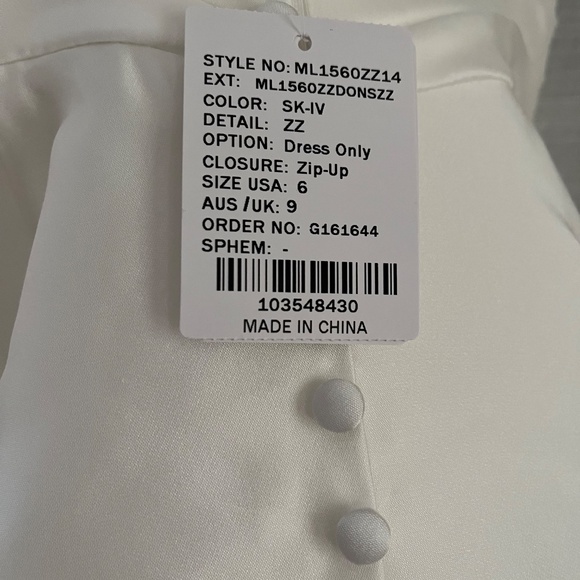 STYLE NO: ML1560ZZ14
EXT: ML1560ZZDONSZZ
COLOR: SK-IV
DETAIL: ZZ
OPTION: Dress Only
CLOSURE: Zip-Up
SIZE USA: 6
AUS/UK: 9
ORDER NO: G161644
SPHEM: -
103548430
MADE IN CHINA